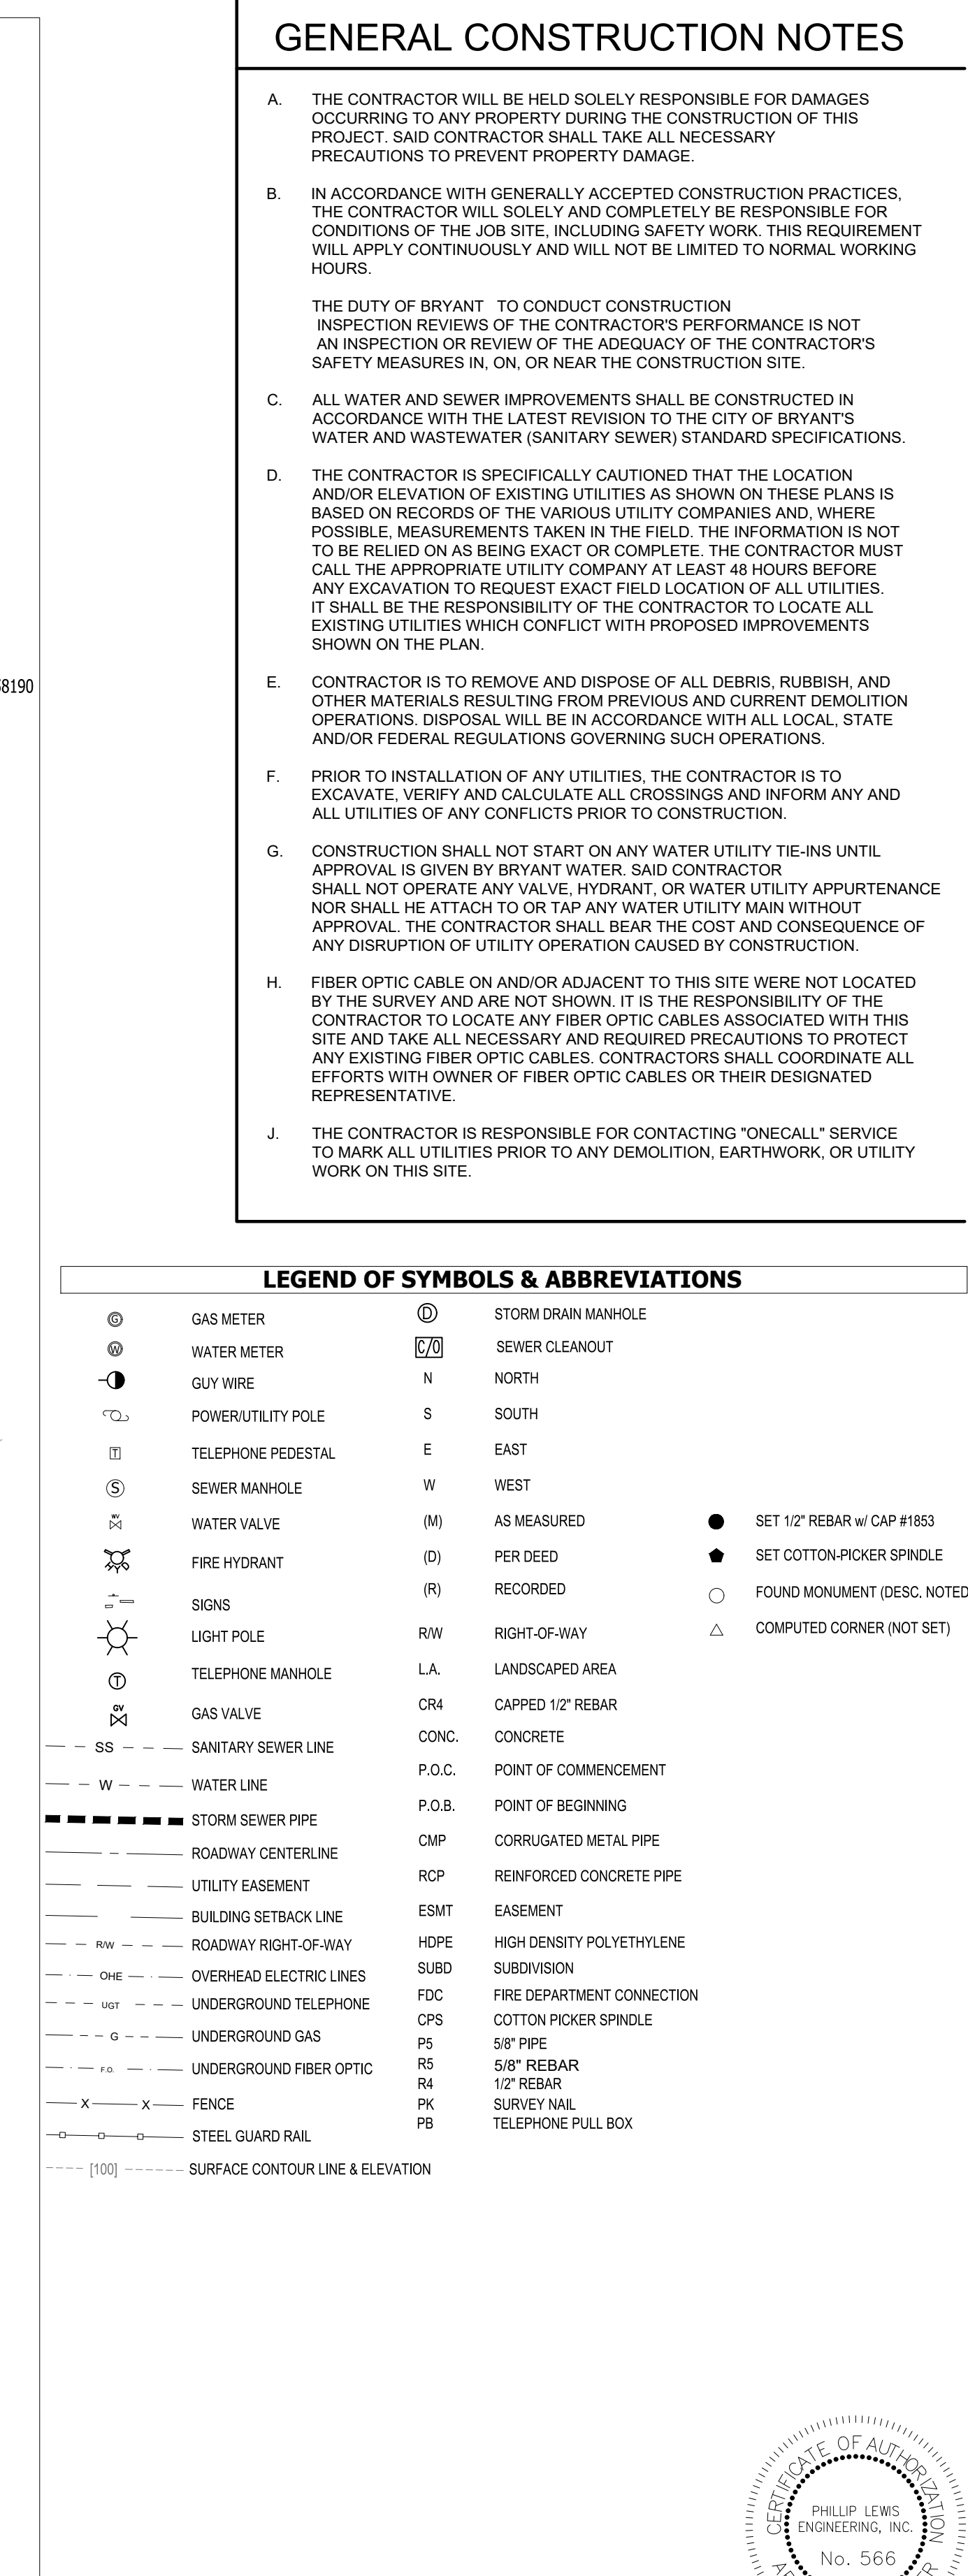 GENERAL CONSTRUCTION NOTES
A. THE CONTRACTOR WILL BE HELD SOLELY RESPONSIBLE FOR DAMAGES
OCCURRING TO ANY PROPERTY DURING THE CONSTRUCTION OF THIS
PROJECT. SAID CONTRACTOR SHALL TAKE ALL NECESSARY
PRECAUTIONS TO PREVENT PROPERTY DAMAGE.
B. IN ACCORDANCE WITH GENERALLY ACCEPTED CONSTRUCTION PRACTICES,
THE CONTRACTOR WILL SOLELY AND COMPLETELY BE RESPONSIBLE FOR
CONDITIONS OF THE JOB SITE, INCLUDING SAFETY WORK. THIS REQUIREMENT
WILL APPLY CONTINUOUSLY AND WILL NOT BE LIMITED TO NORMAL WORKING
HOURS.
THE DUTY OF BRYANT TO CONDUCT CONSTRUCTION
INSPECTION REVIEWS OF THE CONTRACTOR'S PERFORMANCE IS NOT
AN INSPECTION OR REVIEW OF THE ADEQUACY OF THE CONTRACTOR'S
SAFETY MEASURES IN, ON, OR NEAR THE CONSTRUCTION SITE.
C. ALL WATER AND SEWER IMPROVEMENTS SHALL BE CONSTRUCTED IN
ACCORDANCE WITH THE LATEST REVISION TO THE CITY OF BRYANT'S
WATER AND WASTEWATER (SANITARY SEWER) STANDARD SPECIFICATIONS.
D. THE CONTRACTOR IS SPECIFICALLY CAUTIONED THAT THE LOCATION
AND/OR ELEVATION OF EXISTING UTILITIES AS SHOWN ON THESE PLANS IS
BASED ON RECORDS OF THE VARIOUS UTILITY COMPANIES AND, WHERE
POSSIBLE, MEASUREMENTS TAKEN IN THE FIELD. THE INFORMATION IS NOT
TO BE RELIED ON AS BEING EXACT OR COMPLETE. THE CONTRACTOR MUST
CALL THE APPROPRIATE UTILITY COMPANY AT LEAST 48 HOURS BEFORE
ANY EXCAVATION TO REQUEST EXACT FIELD LOCATION OF ALL UTILITIES.
IT SHALL BE THE RESPONSIBILITY OF THE CONTRACTOR TO LOCATE ALL
EXISTING UTILITIES WHICH CONFLICT WITH PROPOSED IMPROVEMENTS
SHOWN ON THE PLAN.
8190
E. CONTRACTOR IS TO REMOVE AND DISPOSE OF ALL DEBRIS, RUBBISH, AND
OTHER MATERIALS RESULTING FROM PREVIOUS AND CURRENT DEMOLITION
OPERATIONS. DISPOSAL WILL BE IN ACCORDANCE WITH ALL LOCAL, STATE
AND/OR FEDERAL REGULATIONS GOVERNING SUCH OPERATIONS.
F. PRIOR TO INSTALLATION OF ANY UTILITIES, THE CONTRACTOR IS TO
EXCAVATE, VERIFY AND CALCULATE ALL CROSSINGS AND INFORM ANY AND
ALL UTILITIES OF ANY CONFLICTS PRIOR TO CONSTRUCTION.
G. CONSTRUCTION SHALL NOT START ON ANY WATER UTILITY TIE-INS UNTIL
APPROVAL IS GIVEN BY BRYANT WATER. SAID CONTRACTOR
SHALL NOT OPERATE ANY VALVE, HYDRANT, OR WATER UTILITY APPURTENANCE
NOR SHALL HE ATTACH TO OR TAP ANY WATER UTILITY MAIN WITHOUT
APPROVAL. THE CONTRACTOR SHALL BEAR THE COST AND CONSEQUENCE OF
ANY DISRUPTION OF UTILITY OPERATION CAUSED BY CONSTRUCTION.
H. FIBER OPTIC CABLE ON AND/OR ADJACENT TO THIS SITE WERE NOT LOCATED
BY THE SURVEY AND ARE NOT SHOWN. IT IS THE RESPONSIBILITY OF THE
CONTRACTOR TO LOCATE ANY FIBER OPTIC CABLES ASSOCIATED WITH THIS
SITE AND TAKE ALL NECESSARY AND REQUIRED PRECAUTIONS TO PROTECT
ANY EXISTING FIBER OPTIC CABLES. CONTRACTORS SHALL COORDINATE ALL
EFFORTS WITH OWNER OF FIBER OPTIC CABLES OR THEIR DESIGNATED
REPRESENTATIVE.
J. THE CONTRACTOR IS RESPONSIBLE FOR CONTACTING "ONECALL" SERVICE
TO MARK ALL UTILITIES PRIOR TO ANY DEMOLITION, EARTHWORK, OR UTILITY
WORK ON THIS SITE.
LEGEND OF SYMBOLS & ABBREVIATIONS
G GAS METER
W WATER METER
GUY WIRE
POWER/UTILITY POLE
T TELEPHONE PEDESTAL
S SEWER MANHOLE
WV WATER VALVE
FIRE HYDRANT
SIGNS
LIGHT POLE
T TELEPHONE MANHOLE
GV GAS VALVE
SS SANITARY SEWER LINE
W WATER LINE
STORM SEWER PIPE
ROADWAY CENTERLINE
UTILITY EASEMENT
BUILDING SETBACK LINE
R/W ROADWAY RIGHT-OF-WAY
OHE OVERHEAD ELECTRIC LINES
UGT UNDERGROUND TELEPHONE
G UNDERGROUND GAS
F.O. UNDERGROUND FIBER OPTIC
X X FENCE
STEEL GUARD RAIL
[100] SURFACE CONTOUR LINE & ELEVATION
D STORM DRAIN MANHOLE
C/O SEWER CLEANOUT
N NORTH
S SOUTH
E EAST
W WEST
(M) AS MEASURED
(D) PER DEED
(R) RECORDED
R/W RIGHT-OF-WAY
L.A. LANDSCAPED AREA
CR4 CAPPED 1/2" REBAR
CONC. CONCRETE
P.O.C. POINT OF COMMENCEMENT
P.O.B. POINT OF BEGINNING
CMP CORRUGATED METAL PIPE
RCP REINFORCED CONCRETE PIPE
ESMT EASEMENT
HDPE HIGH DENSITY POLYETHYLENE
SUBD SUBDIVISION
FDC FIRE DEPARTMENT CONNECTION
CPS COTTON PICKER SPINDLE
P5 5/8" PIPE
R5 5/8" REBAR
R4 1/2" REBAR
PK SURVEY NAIL
PB TELEPHONE PULL BOX
SET 1/2" REBAR w/ CAP #1853
SET COTTON-PICKER SPINDLE
FOUND MONUMENT (DESC. NOTED
COMPUTED CORNER (NOT SET)
CERTIFICATE OF AUTHORIZATION
PHILLIP LEWIS
ENGINEERING, INC.
No. 566